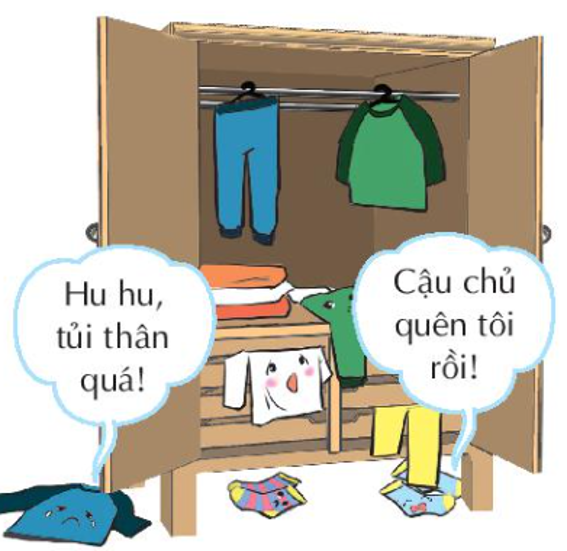 Hu hu,
tủi thân
quá!
Cậu chủ
quên tôi
rồi!